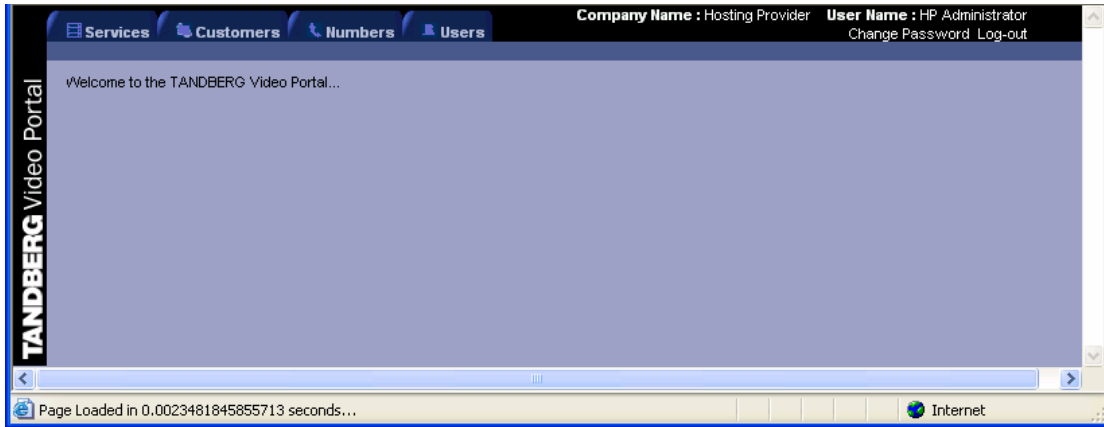 Company Name : Hosting Provider User Name : HP Administrator
Services Customers Numbers Users
Change Password Log-out
Welcome to the TANDBERG Video Portal...
TANDBERG Video Portal
Page Loaded in 0.0023481845855713 seconds...
Internet